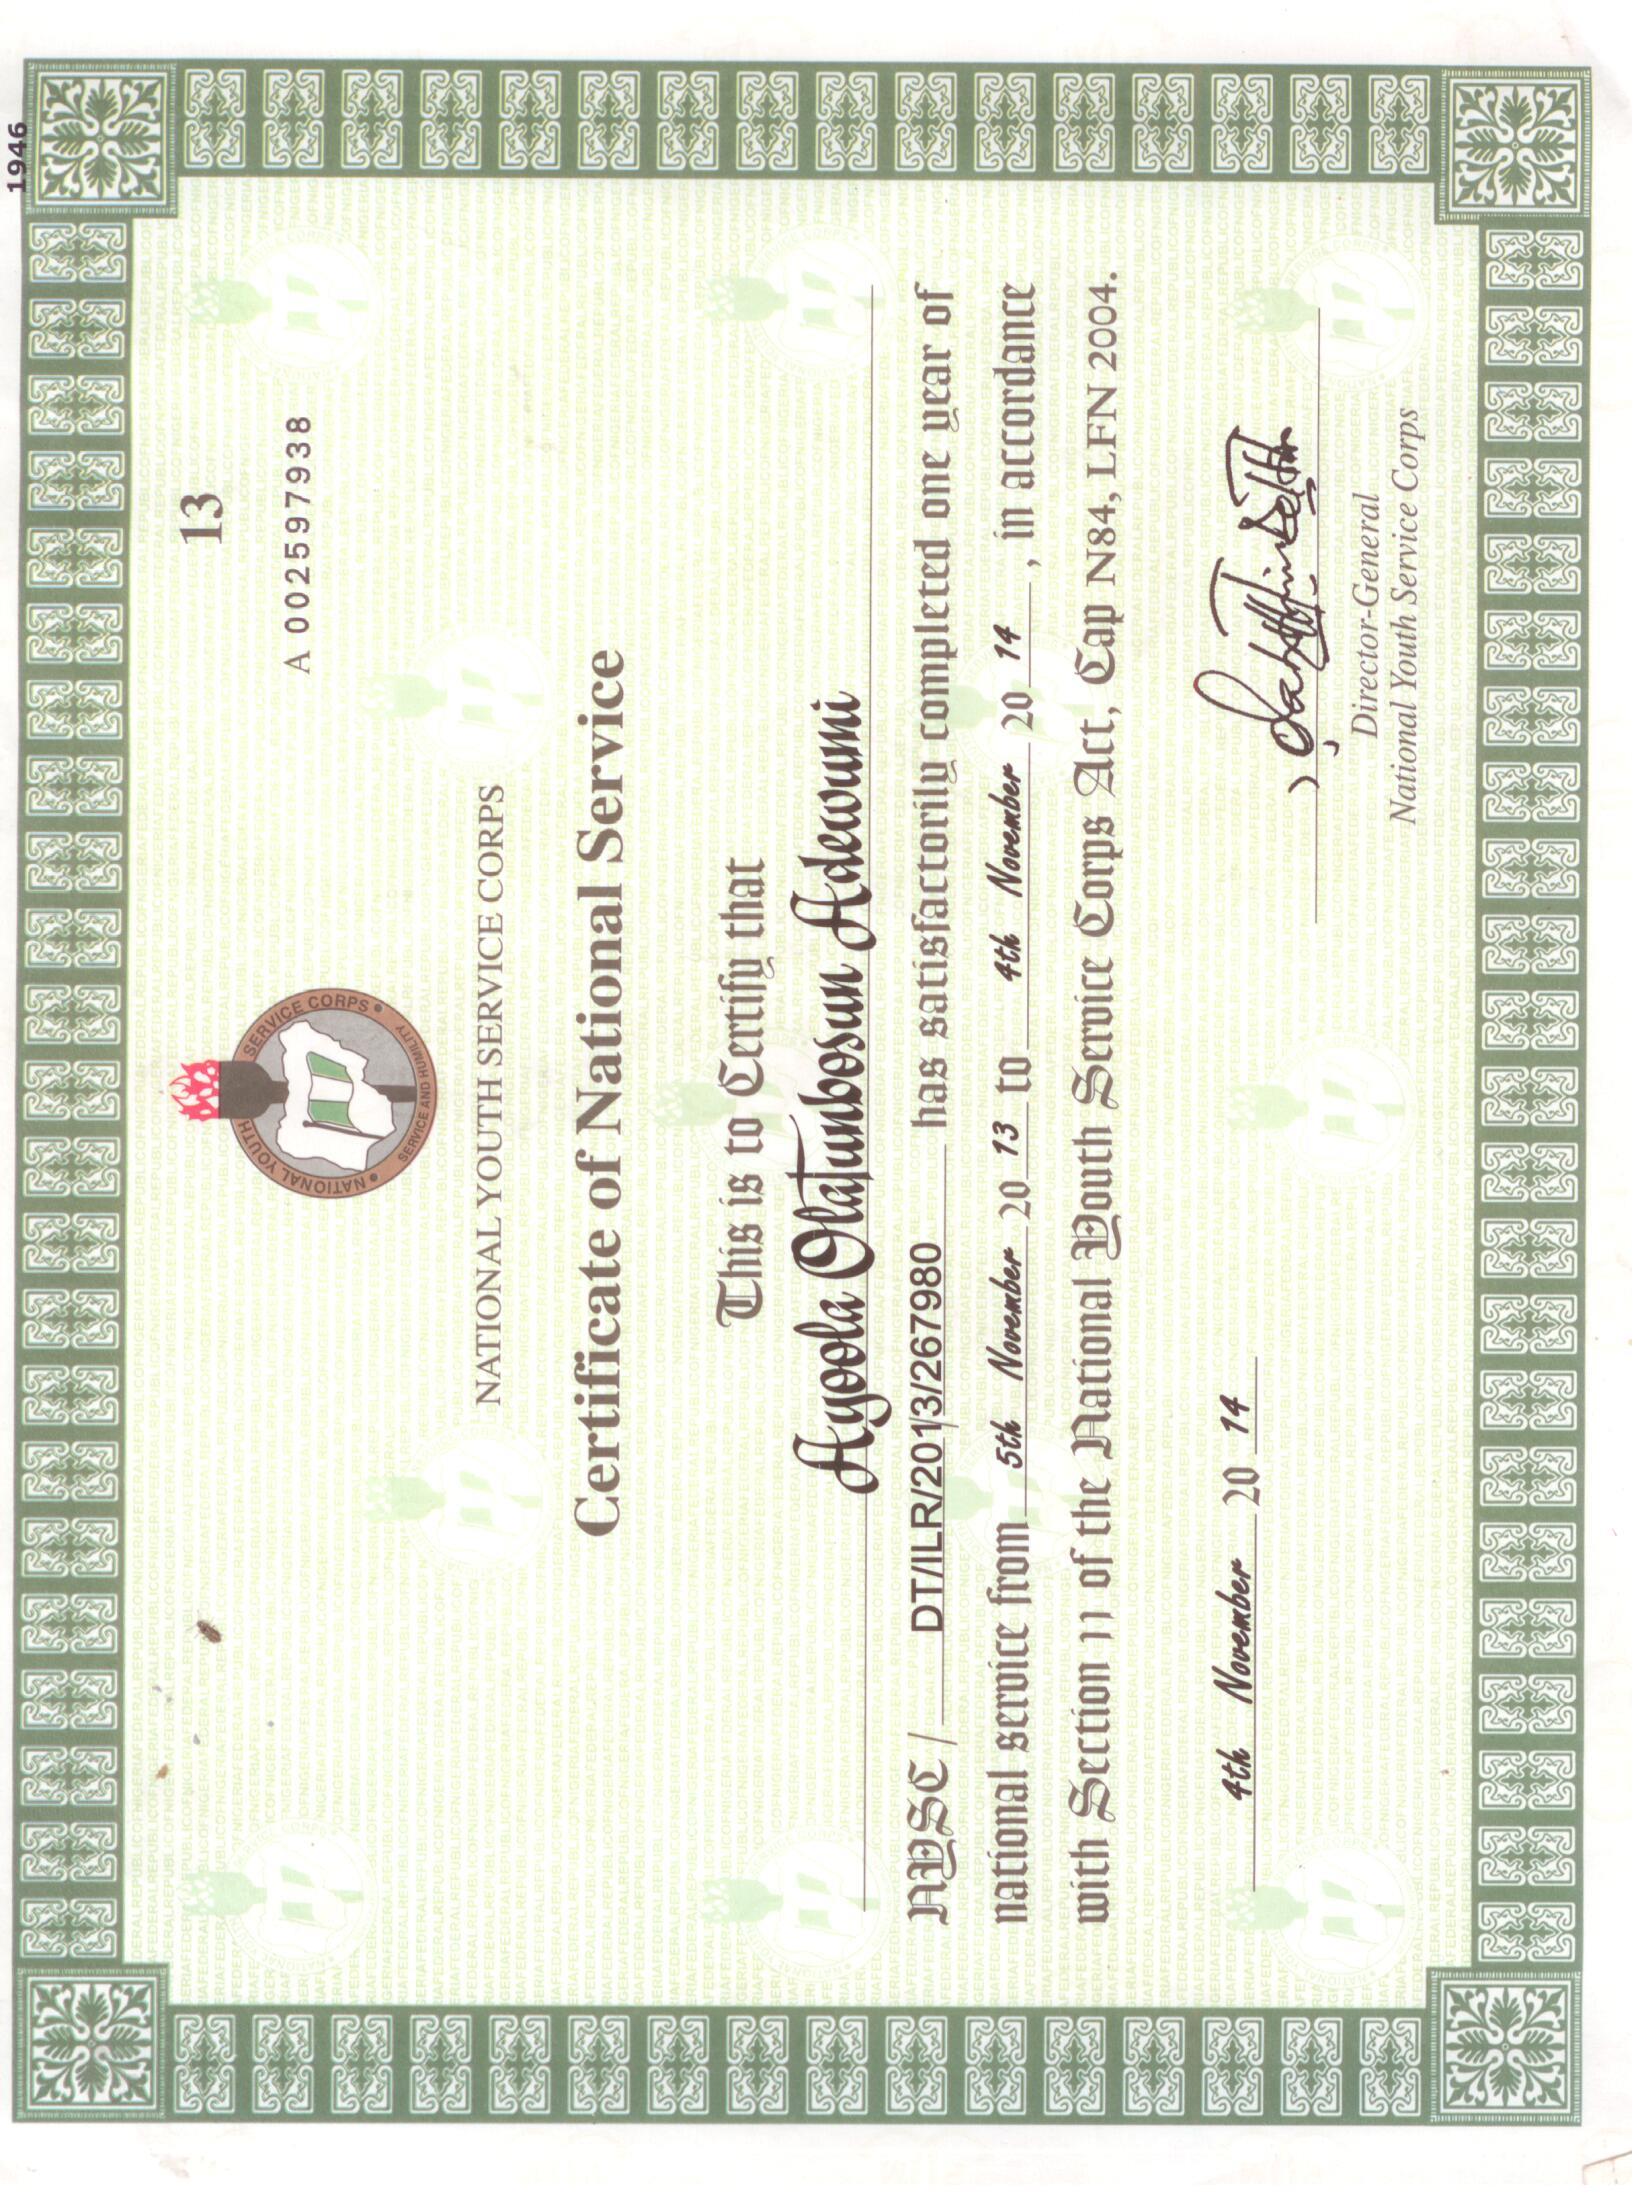 1946
13
A 002597938
NATIONAL YOUTH SERVICE CORPS
SERVICE AND HUMILITY
NATIONAL YOUTH SERVICE CORPS
Certificate of National Service
This is to Certify that
Ayoola Olatunbosun Adewumi
NYSC / DT/ILR/2013/267980 has satisfactorily completed one year of
national service from 5th November 20 13 to 4th November 20 14 , in accordance
with Section 11 of the National Youth Service Corps Act, Cap N84, LFN 2004.
4th November 20 14
Director-General
National Youth Service Corps